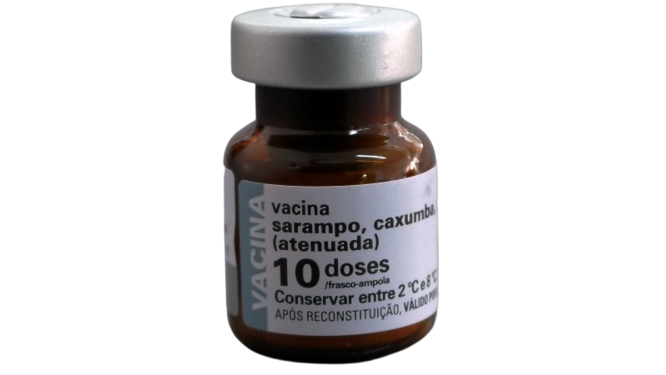 VACINA
vacina
sarampo, caxumba,
(atenuada)
10 doses
/frasco-ampola
Conservar entre 2 °C e 8 °C
APÓS RECONSTITUIÇÃO, VÁLIDO